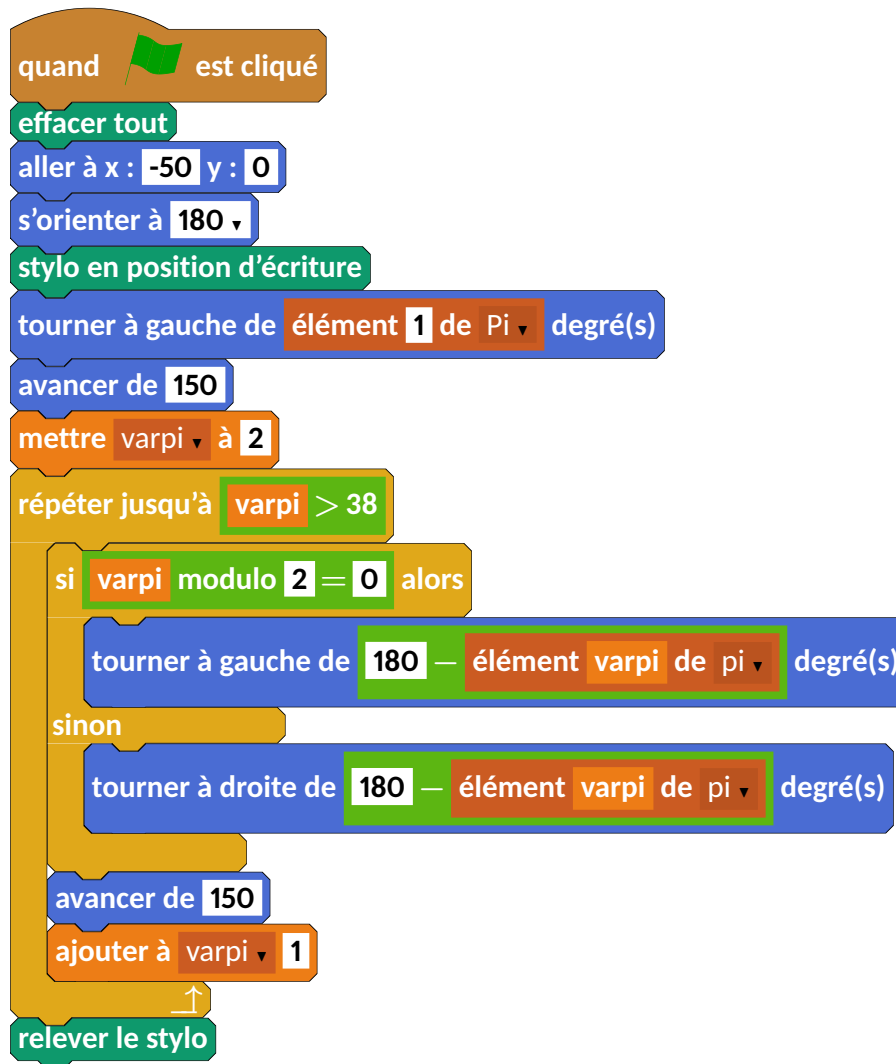 quand est cliqué
effacer tout
aller à x : -50 y : 0
s’orienter à 180
stylo en position d’écriture
tourner à gauche de élément 1 de Pi degré(s)
avancer de 150
mettre varpi à 2
répéter jusqu’à varpi > 38
si varpi modulo 2 = 0 alors
tourner à gauche de 180 − élément varpi de pi degré(s)
sinon
tourner à droite de 180 − élément varpi de pi degré(s)
avancer de 150
ajouter à varpi 1
relever le stylo